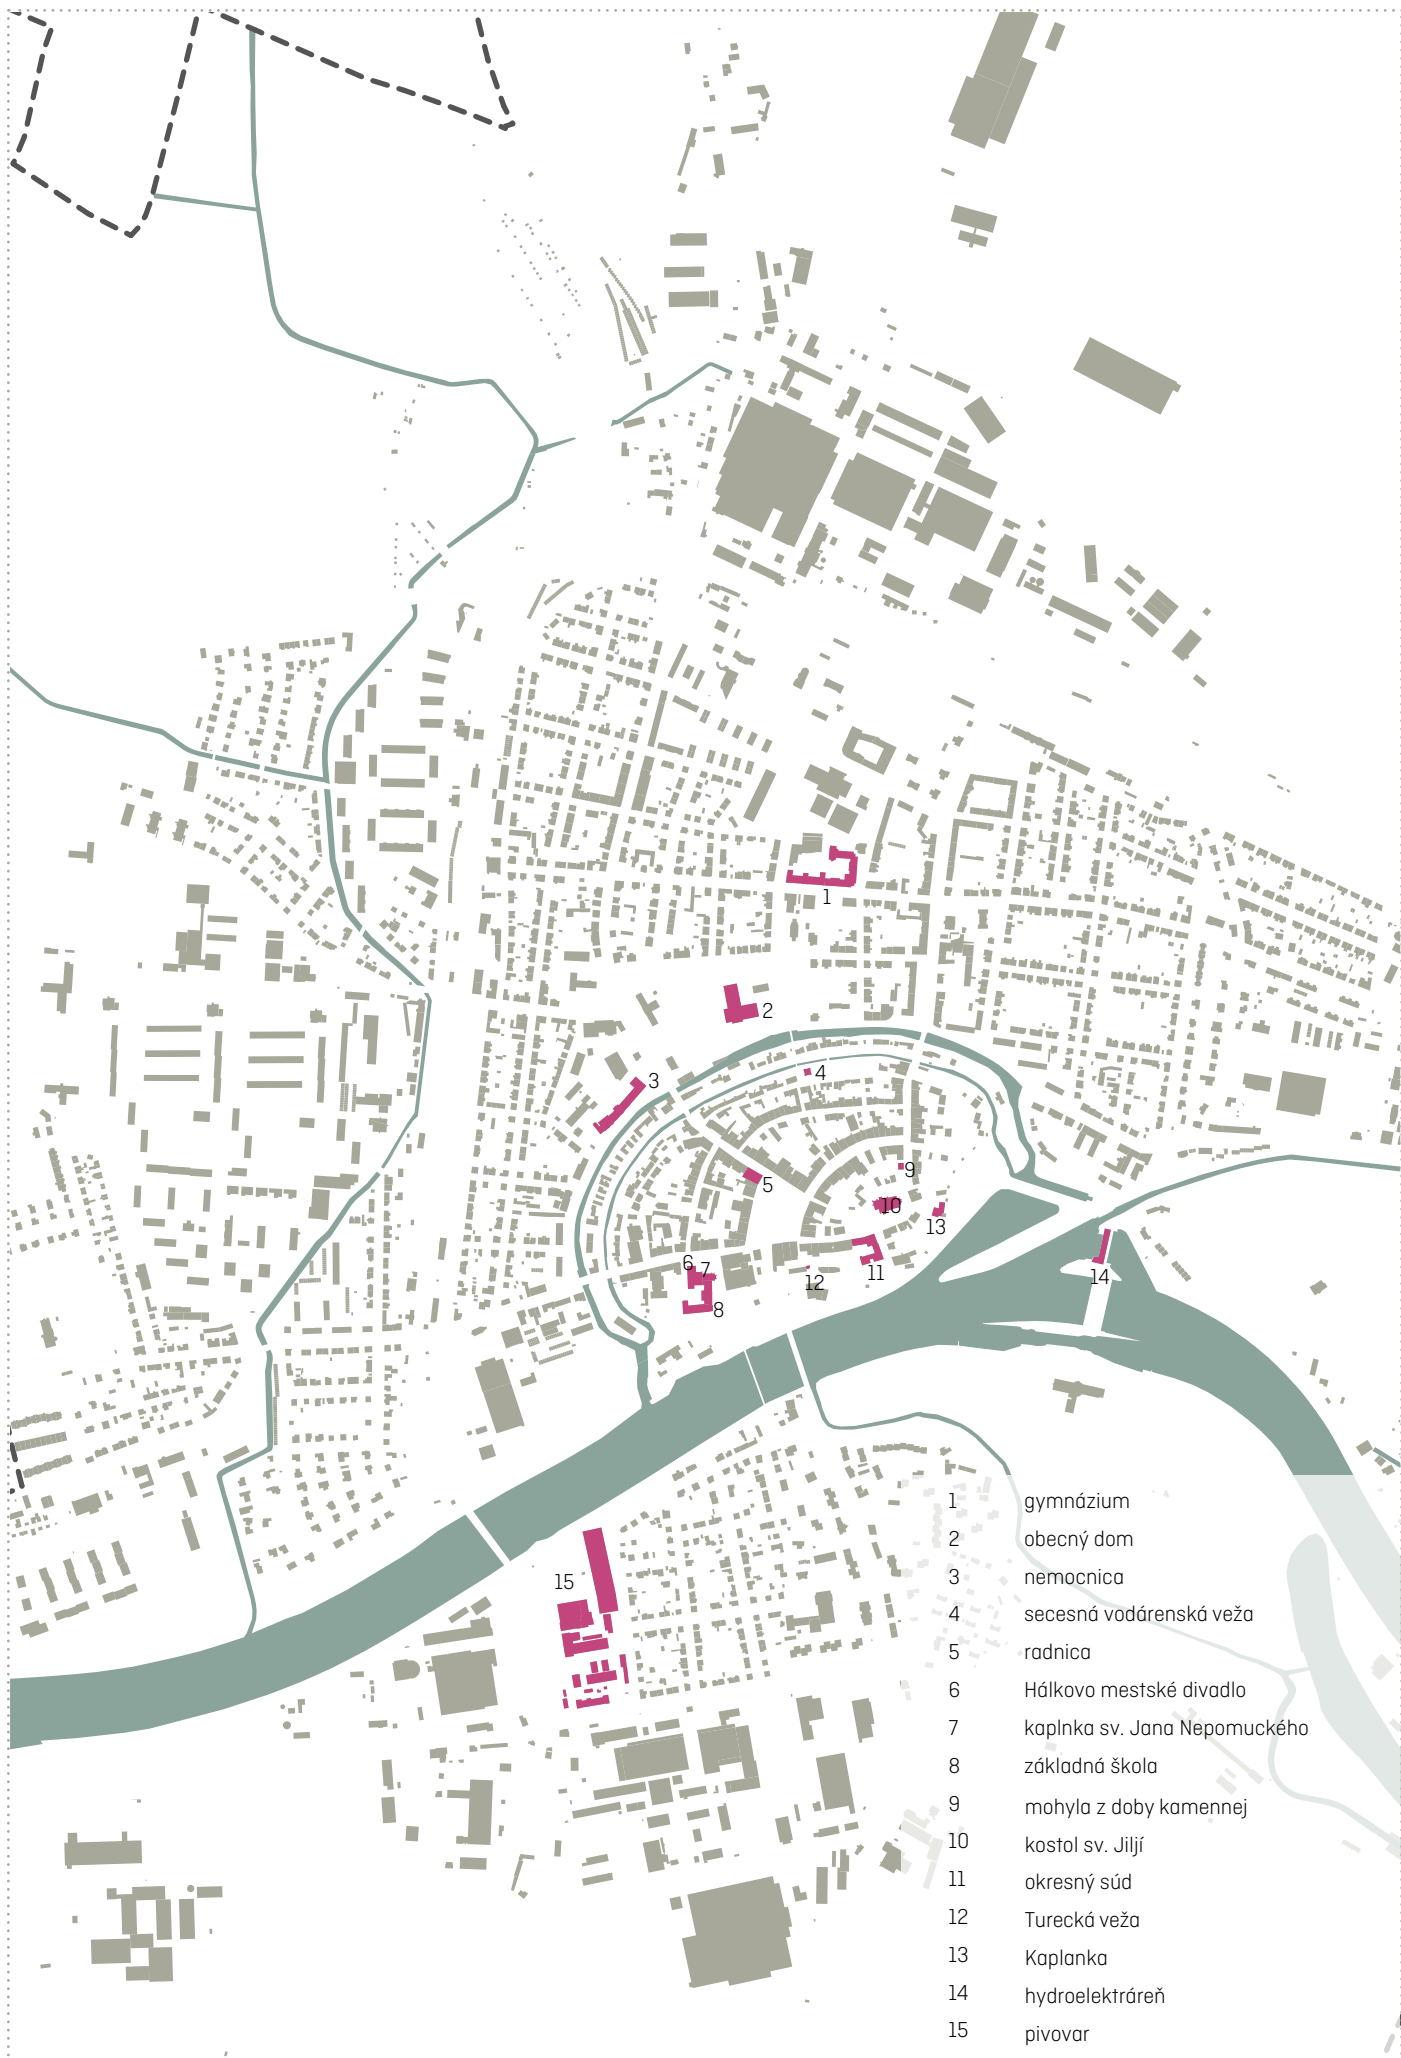 1
2
3
4
5
9
10
13
6
7
11
12
14
8
15
1 gymnázium
2 obecný dom
3 nemocnica
4 secesná vodárenská veža
5 radnica
6 Hálkovo mestské divadlo
7 kaplnka sv. Jana Nepomuckého
8 základná škola
9 mohyla z doby kamennej
10 kostol sv. Jiljí
11 okresný súd
12 Turecká veža
13 Kaplanka
14 hydroelektráreň
15 pivovar